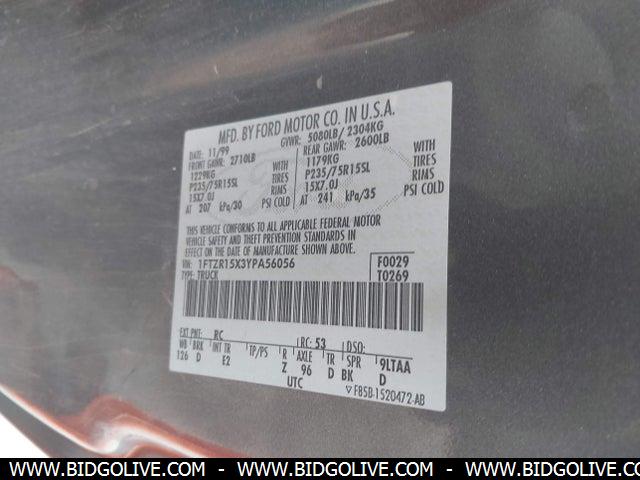 MFD. BY FORD MOTOR CO. IN U.S.A.
DATE: 11/99 GVWR: 5080LB/ 2304KG
FRONT GAWR: 2710LB REAR GAWR: 2600LB
1229KG 1179KG WITH
P235/75R15SL WITH TIRES P235/75R15SL TIRES
15X7.0J RIMS 15X7.0J RIMS
AT 207 kPa/30 PSI COLD AT 241 kPa/35 PSI COLD
THIS VEHICLE CONFORMS TO ALL APPLICABLE FEDERAL MOTOR
VEHICLE SAFETY AND THEFT PREVENTION STANDARDS IN
EFFECT ON THE DATE OF MANUFACTURE SHOWN ABOVE.
VIN: 1FTZR15X3YPA56056 F0029
TYPE: TRUCK T0269
EXT PNT: RC RC: 53 DSO:
WB BRK INT TR TP/PS R AXLE TR SPR 9LTAA
126 D E2 Z 96 D BK D
UTC ▽ F85B-1520472-AB
WWW.BIDGOLIVE.COM - WWW.BIDGOLIVE.COM - WWW.BIDGOLIVE.COM